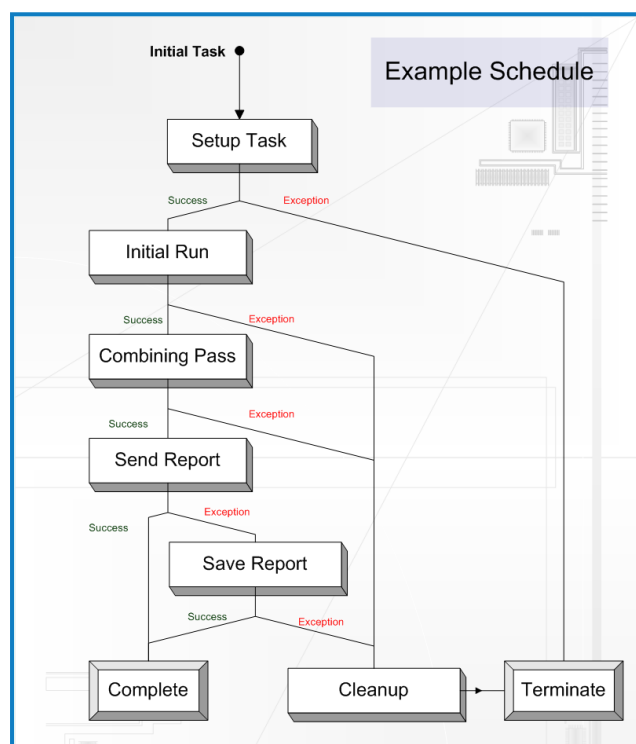 Initial Task
Example Schedule
Setup Task
Success
Exception
Initial Run
Success
Exception
Combining Pass
Success
Exception
Send Report
Success
Exception
Save Report
Success
Exception
Complete
Cleanup
Terminate